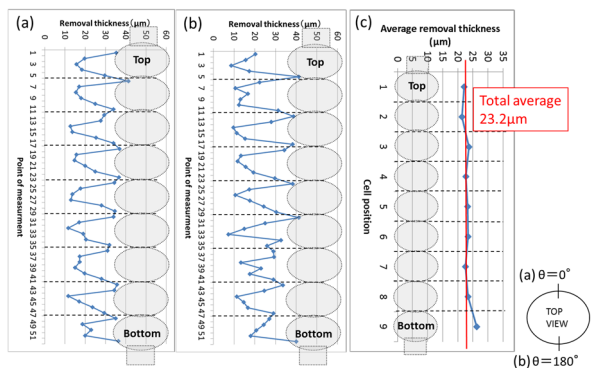 (a)
Removal thickness (μm)
0 10 20 30 40 50 60
1
3
5
7
9
11
13
15
17
19
21
23
25
27
29
31
33
35
37
39
41
43
45
47
49
51
Point of measurment
Top
Bottom
(b)
Removal thickness (μm)
0 10 20 30 40 50 60
1
3
5
7
9
11
13
15
17
19
21
23
25
27
29
31
33
35
37
39
41
43
45
47
49
51
Point of measurment
Top
Bottom
(c)
Average removal thickness
(μm)
0 5 10 15 20 25 35
1
2
3
4
5
6
7
8
9
Cell position
Top
Bottom
Total average
23.2μm
(a) θ=0°
TOP
VIEW
(b) θ=180°